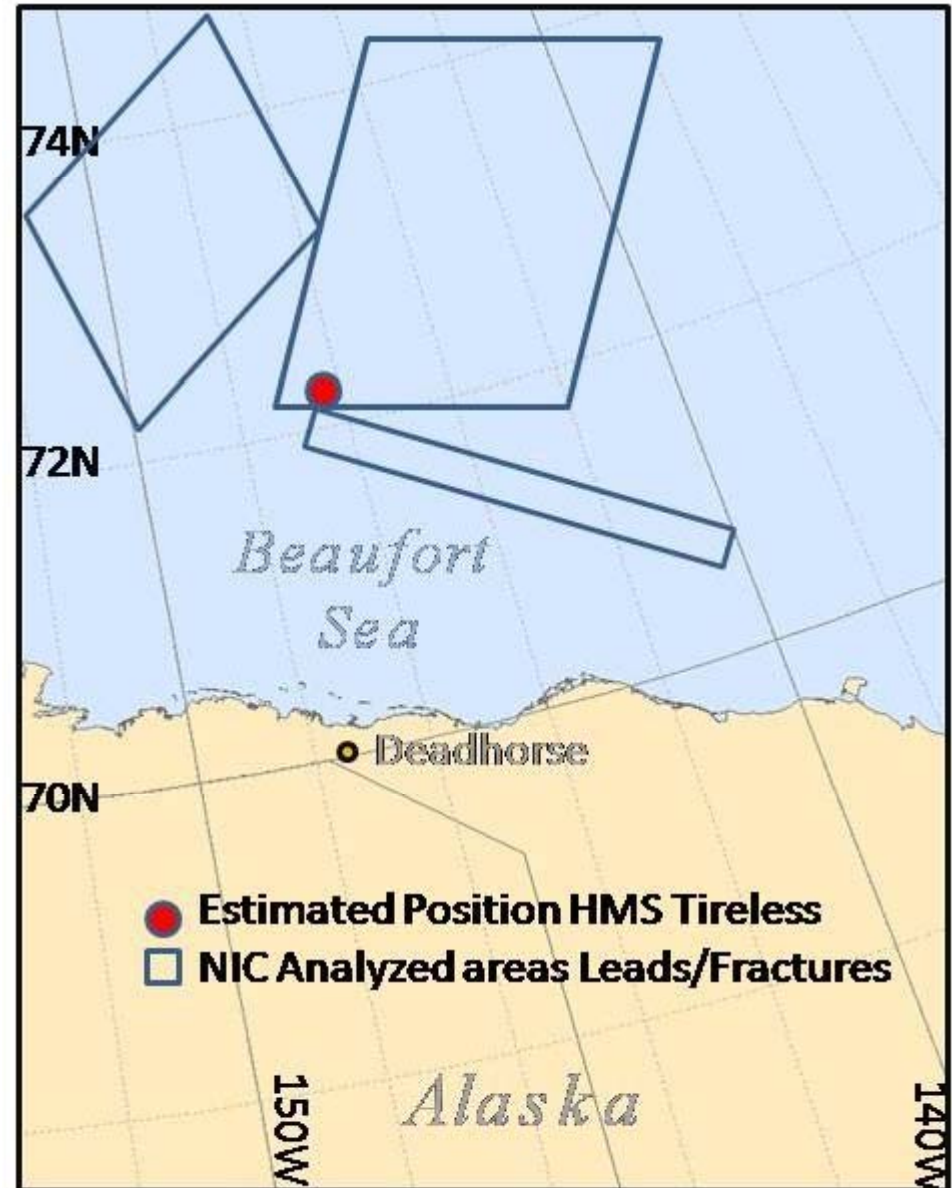 74N
72N
Beaufort
Sea
Deadhorse
70N
Estimated Position HMS Tireless
NIC Analyzed areas Leads/Fractures
150W
Alaska
140W